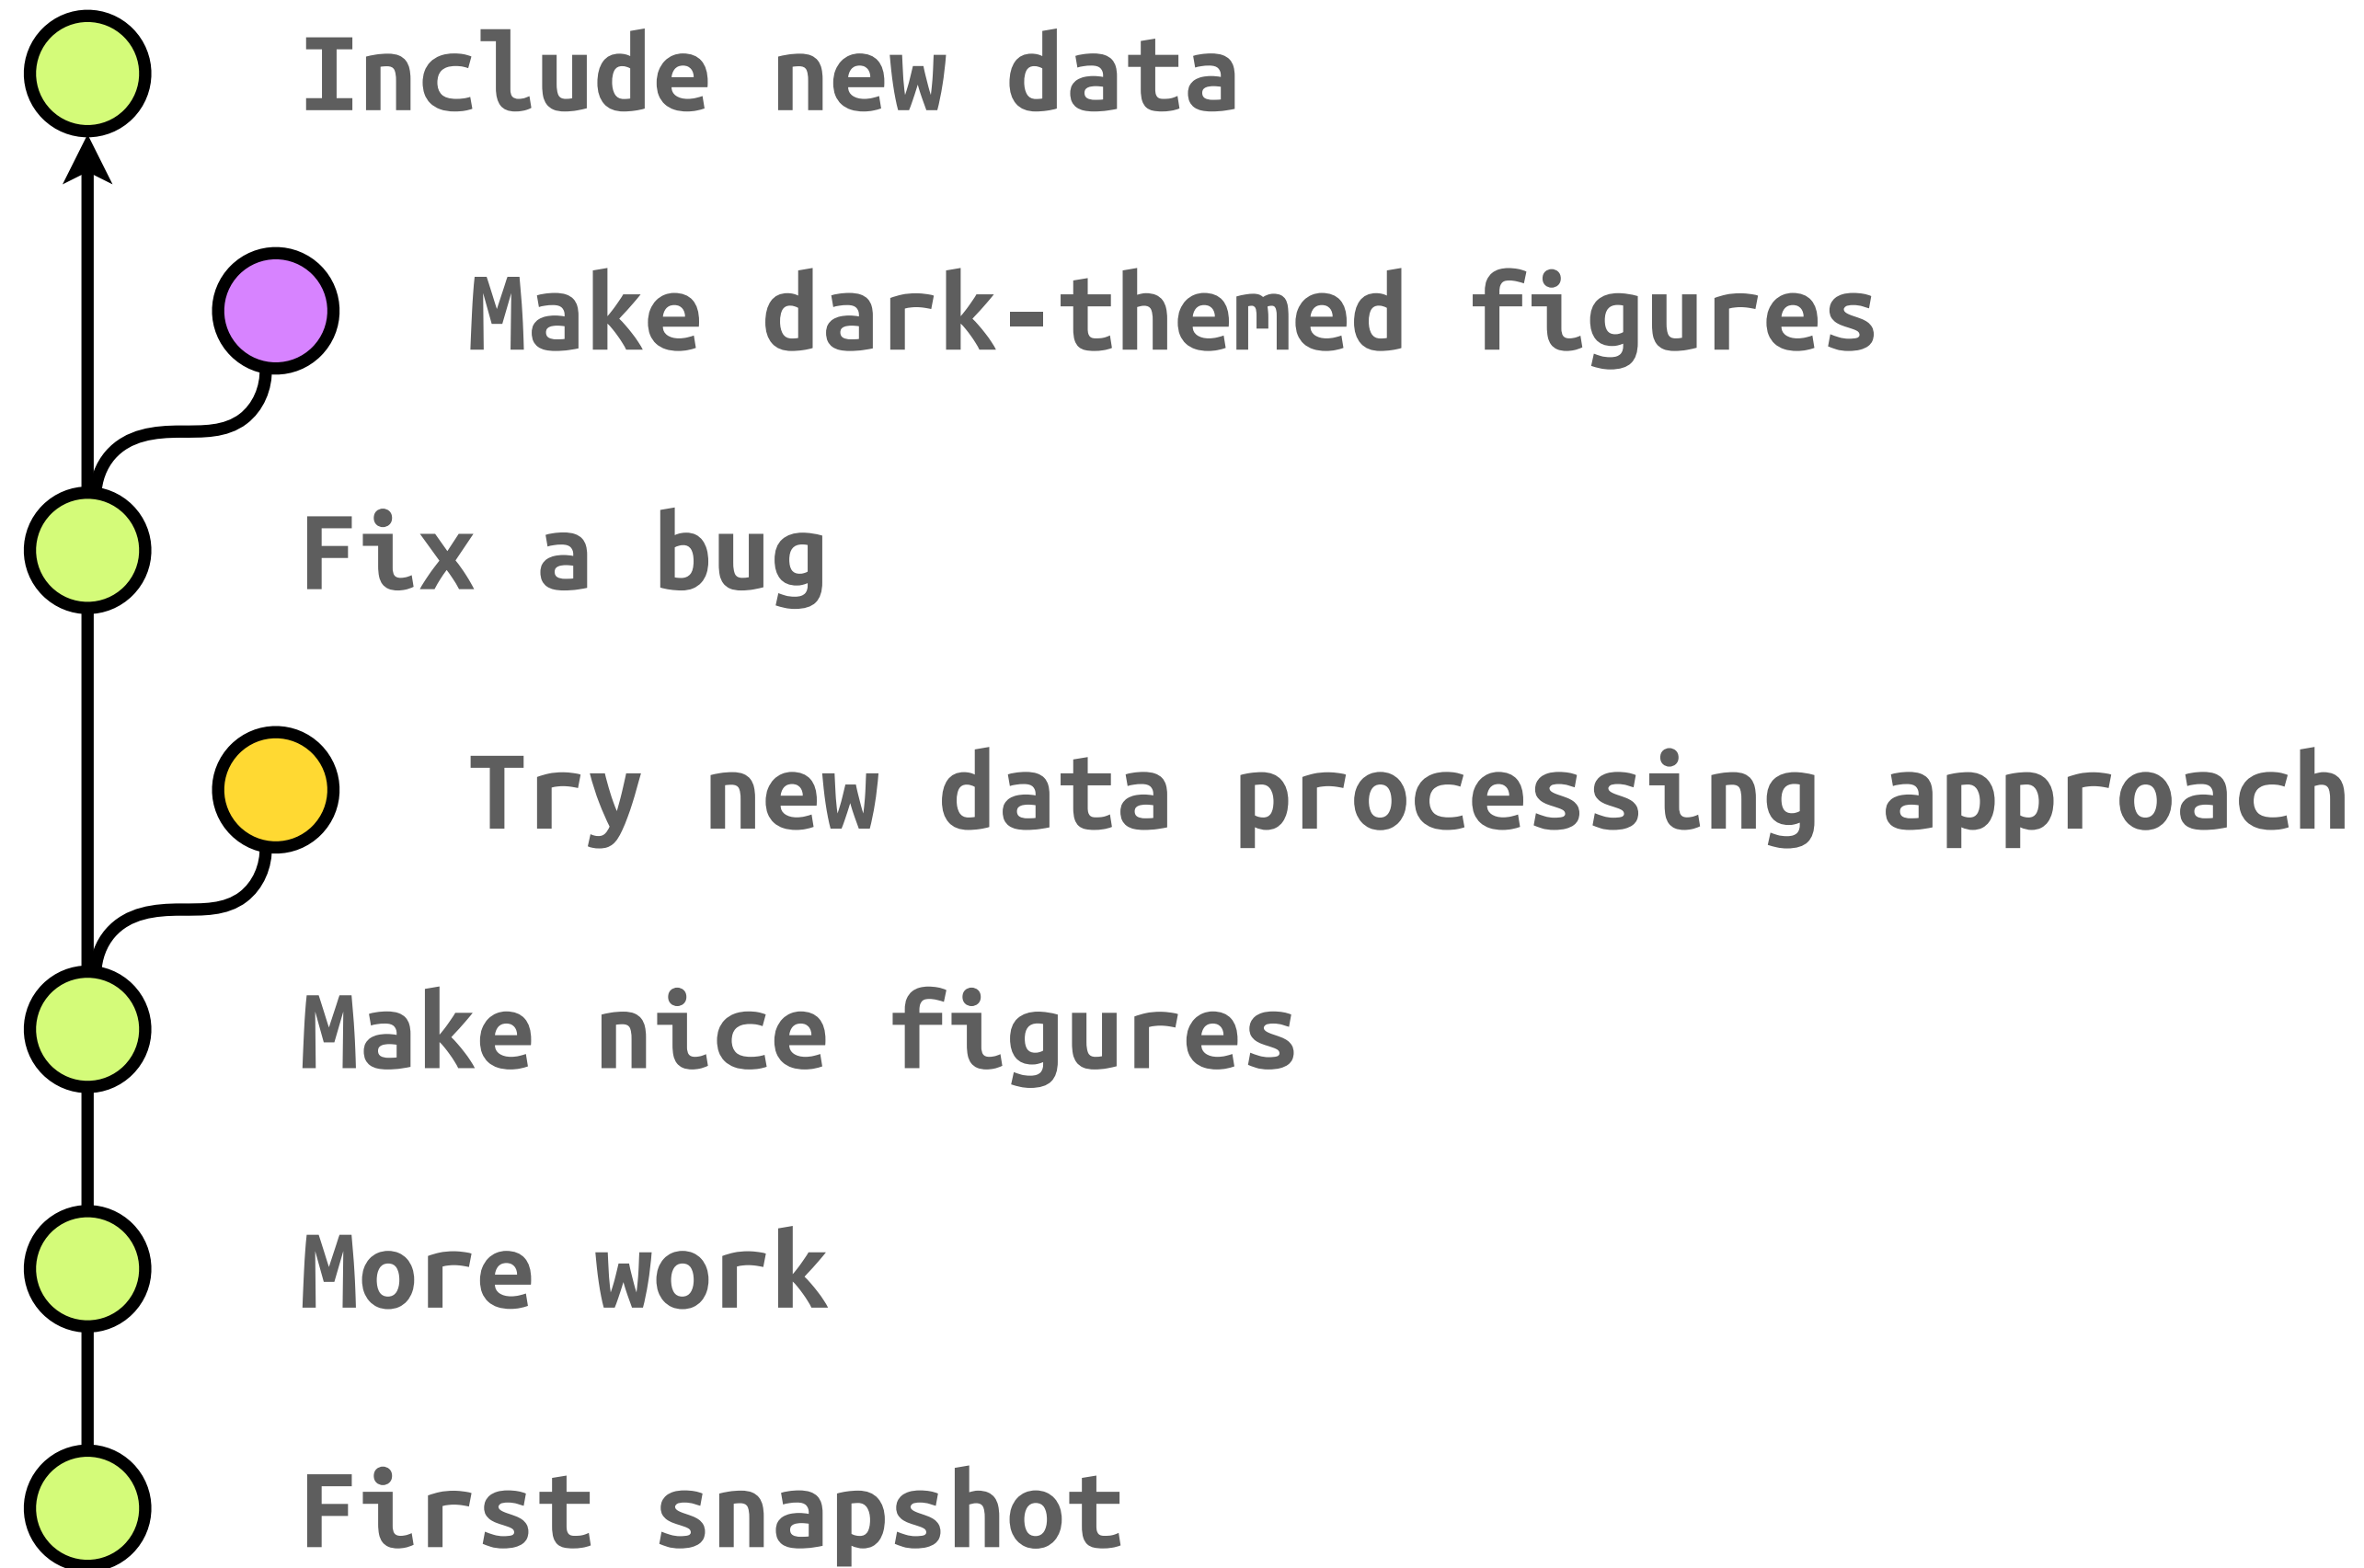 Include new data
Make dark-themed figures
Fix a bug
Try new data processing approach
Make nice figures
More work
First snapshot